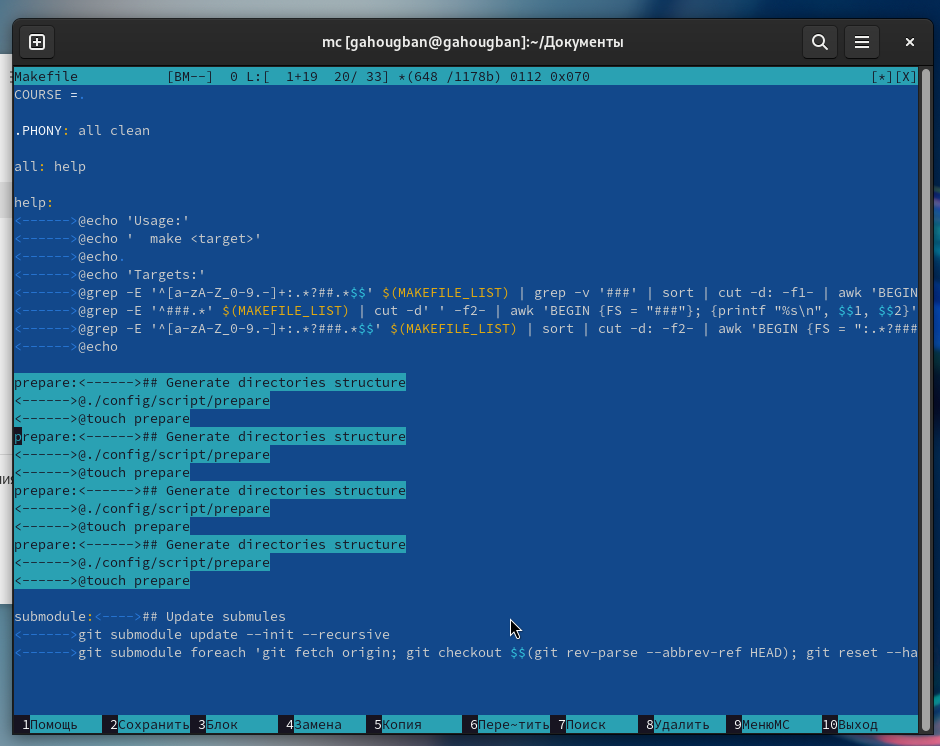 mc [gahougban@gahougban]:~/Документы
Makefile           [BM--]  0 L:[  1+19  20/ 33] *(648 /1178b) 0112 0x070                                   [*][X]
COURSE =.
.PHONY: all clean
all: help
help:
<------>@echo 'Usage:'
<------>@echo '  make <target>'
<------>@echo.
<------>@echo 'Targets:'
<------>@grep -E '^[a-zA-Z_0-9.-]+:.*?##.*$$' $(MAKEFILE_LIST) | grep -v '###' | sort | cut -d: -f1- | awk 'BEGIN
<------>@grep -E '^###.*' $(MAKEFILE_LIST) | cut -d' ' -f2- | awk 'BEGIN {FS = "###"}; {printf "%s\n", $$1, $$2}'
<------>@grep -E '^[a-zA-Z_0-9.-]+:.*?###.*$$' $(MAKEFILE_LIST) | sort | cut -d: -f2- | awk 'BEGIN {FS = ":.*?###
<------>@echo
prepare:<------>## Generate directories structure
<------>@./config/script/prepare
<------>@touch prepare
prepare:<------>## Generate directories structure
<------>@./config/script/prepare
<------>@touch prepare
prepare:<------>## Generate directories structure
<------>@./config/script/prepare
<------>@touch prepare
prepare:<------>## Generate directories structure
<------>@./config/script/prepare
<------>@touch prepare
submodule:<---->## Update submules
<------>git submodule update --init --recursive
<------>git submodule foreach 'git fetch origin; git checkout $$(git rev-parse --abbrev-ref HEAD); git reset --ha
1Помощь 2Сохранить 3Блок 4Замена 5Копия 6Пере~тить 7Поиск 8Удалить 9МенюМС 10Выход